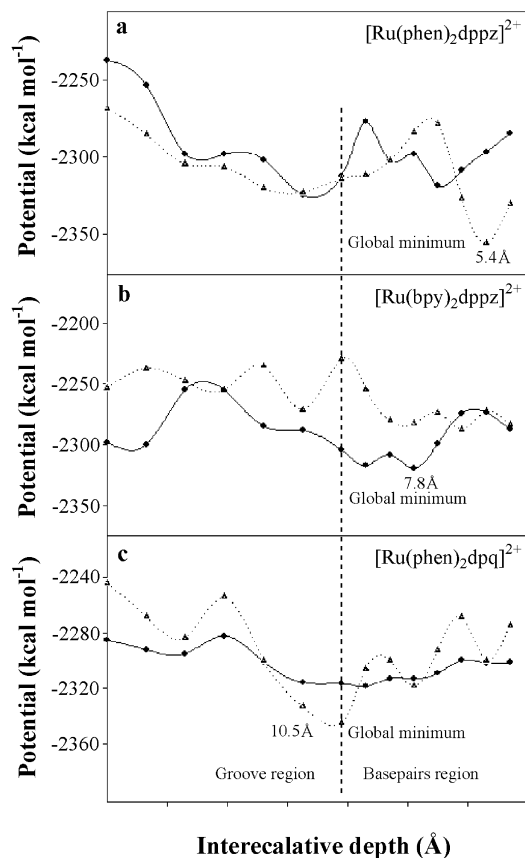 a
[Ru(phen)₂dppz]²⁺
Potential (kcal mol⁻¹)
-2250
-2300
-2350
Global minimum
5.4Å
b
[Ru(bpy)₂dppz]²⁺
Potential (kcal mol⁻¹)
-2200
-2250
-2300
-2350
7.8Å
Global minimum
c
[Ru(phen)₂dpq]²⁺
Potential (kcal mol⁻¹)
-2240
-2280
-2320
-2360
10.5Å
Global minimum
Groove region
Basepairs region
Interecalative depth (Å)